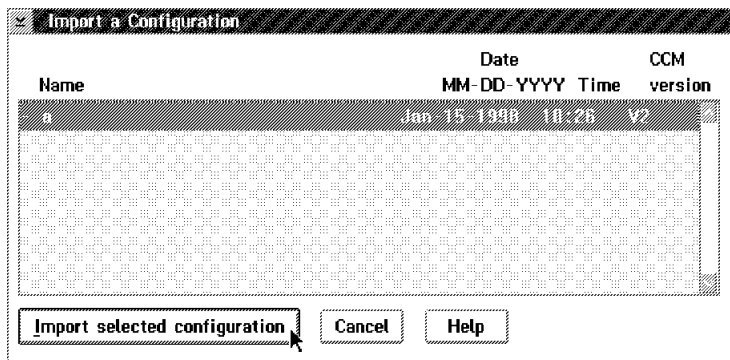 Import a Configuration
Date CCM
Name MM-DD-YYYY Time version
- a Jan-15-1998 10:26 V2
Import selected configuration Cancel Help